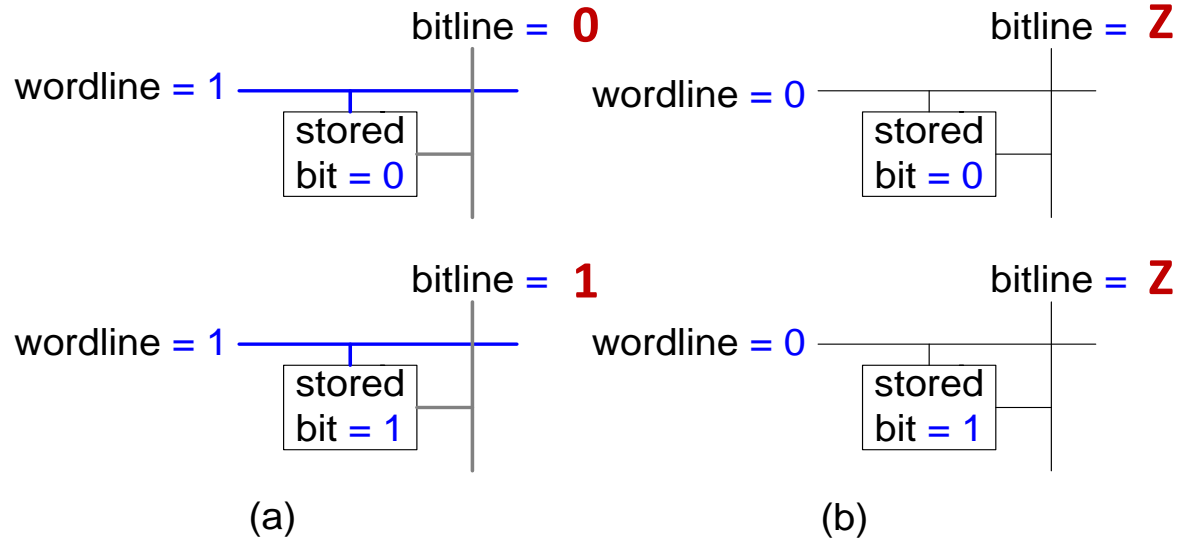 bitline = 0
wordline = 1
stored
bit = 0
bitline = Z
wordline = 0
stored
bit = 0
bitline = 1
wordline = 1
stored
bit = 1
bitline = Z
wordline = 0
stored
bit = 1
(a)
(b)